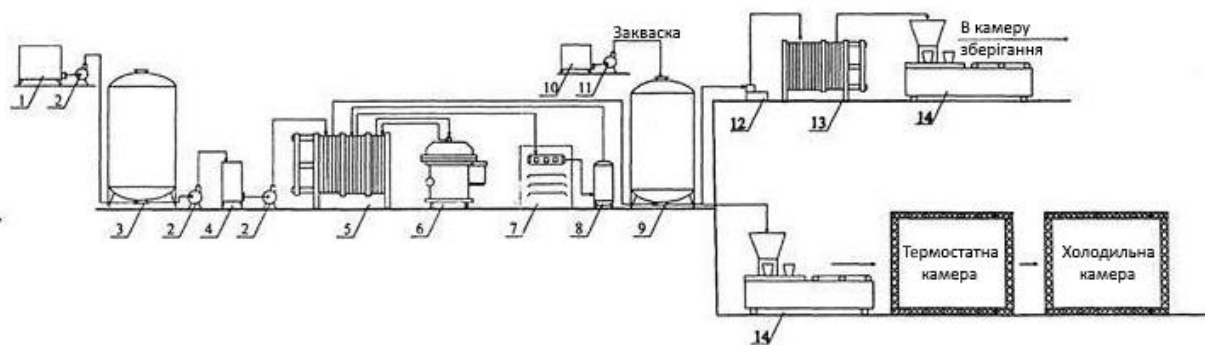 Закваска
В камеру
зберігання
1
2
3
2
4
2
5
6
7
8
9
10
11
12
13
14
14
Термостатна
камера
Холодильна
камера